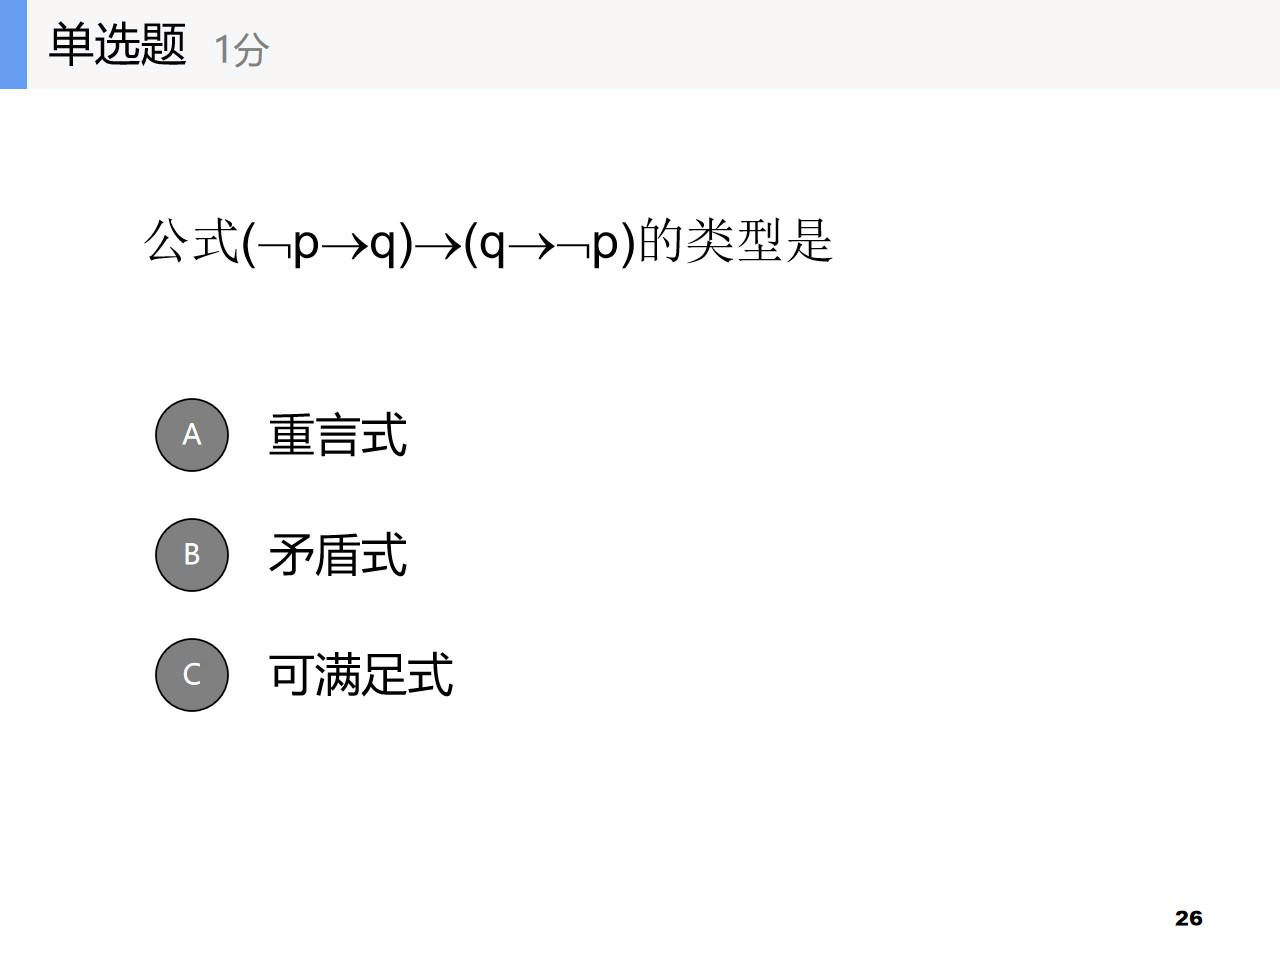 单选题 1分
公式(¬p→q)→(q→¬p)的类型是
A 重言式
B 矛盾式
C 可满足式
26